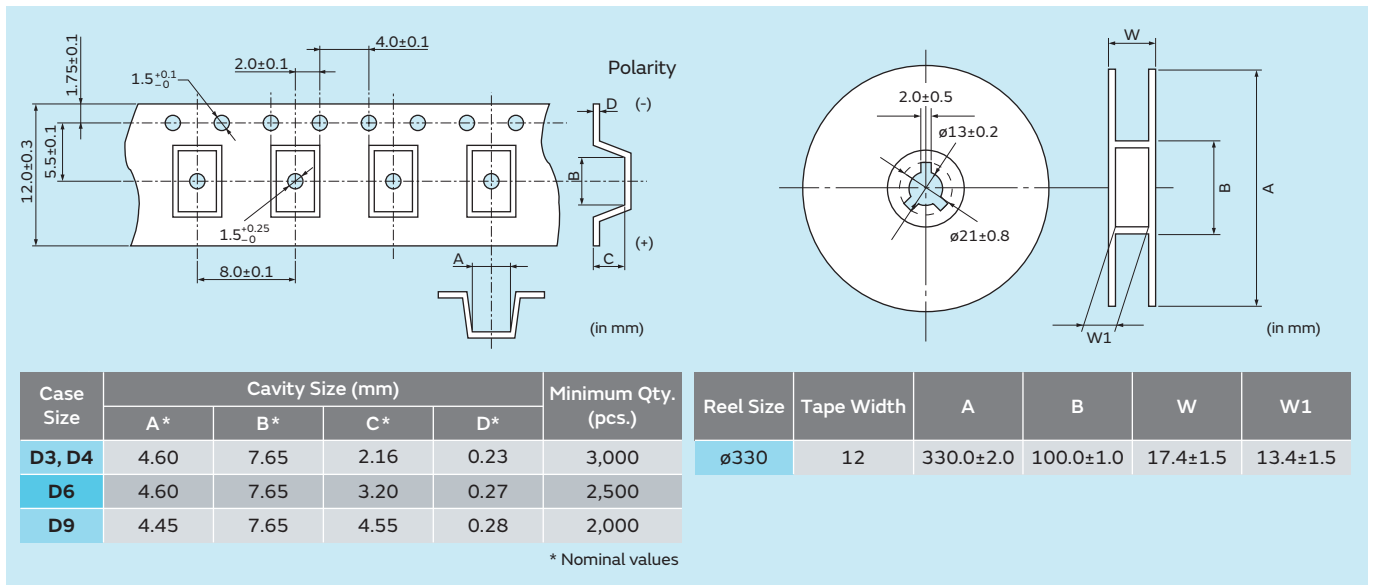 4.0±0.1
2.0±0.1
1.75±0.1
1.5 +0.1 −0
12.0±0.3
5.5±0.1
1.5 +0.25 −0
8.0±0.1
Polarity
D (-)
B
C (+)
A
(in mm)
W
2.0±0.5
ø13±0.2
ø21±0.8
B
A
W1
(in mm)
Case Size Cavity Size (mm) Minimum Qty. (pcs.)
A* B* C* D*
D3, D4 4.60 7.65 2.16 0.23 3,000
D6 4.60 7.65 3.20 0.27 2,500
D9 4.45 7.65 4.55 0.28 2,000
* Nominal values
Reel Size Tape Width A B W W1
ø330 12 330.0±2.0 100.0±1.0 17.4±1.5 13.4±1.5